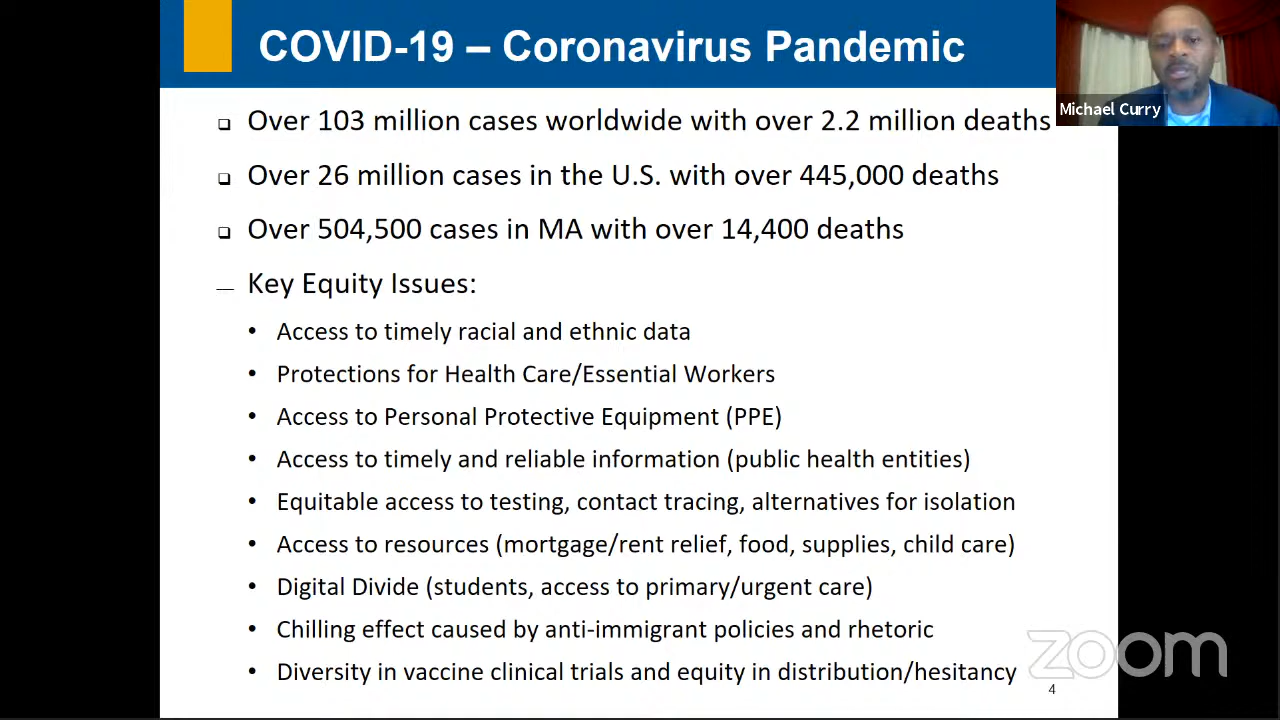 COVID-19 – Coronavirus Pandemic
Michael Curry
Over 103 million cases worldwide with over 2.2 million deaths
Over 26 million cases in the U.S. with over 445,000 deaths
Over 504,500 cases in MA with over 14,400 deaths
Key Equity Issues:
• Access to timely racial and ethnic data
• Protections for Health Care/Essential Workers
• Access to Personal Protective Equipment (PPE)
• Access to timely and reliable information (public health entities)
• Equitable access to testing, contact tracing, alternatives for isolation
• Access to resources (mortgage/rent relief, food, supplies, child care)
• Digital Divide (students, access to primary/urgent care)
• Chilling effect caused by anti-immigrant policies and rhetoric
• Diversity in vaccine clinical trials and equity in distribution/hesitancy
zoom
4